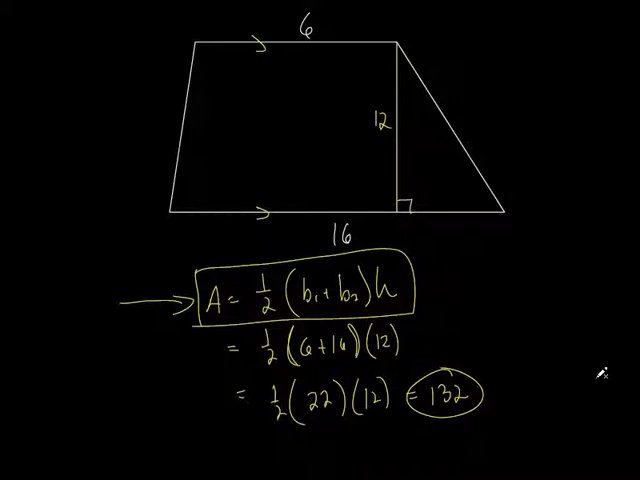 6
12
16
A = 1/2 (b₁ + b₂) h
= 1/2 (6 + 16) (12)
= 1/2 (22) (12) = 132